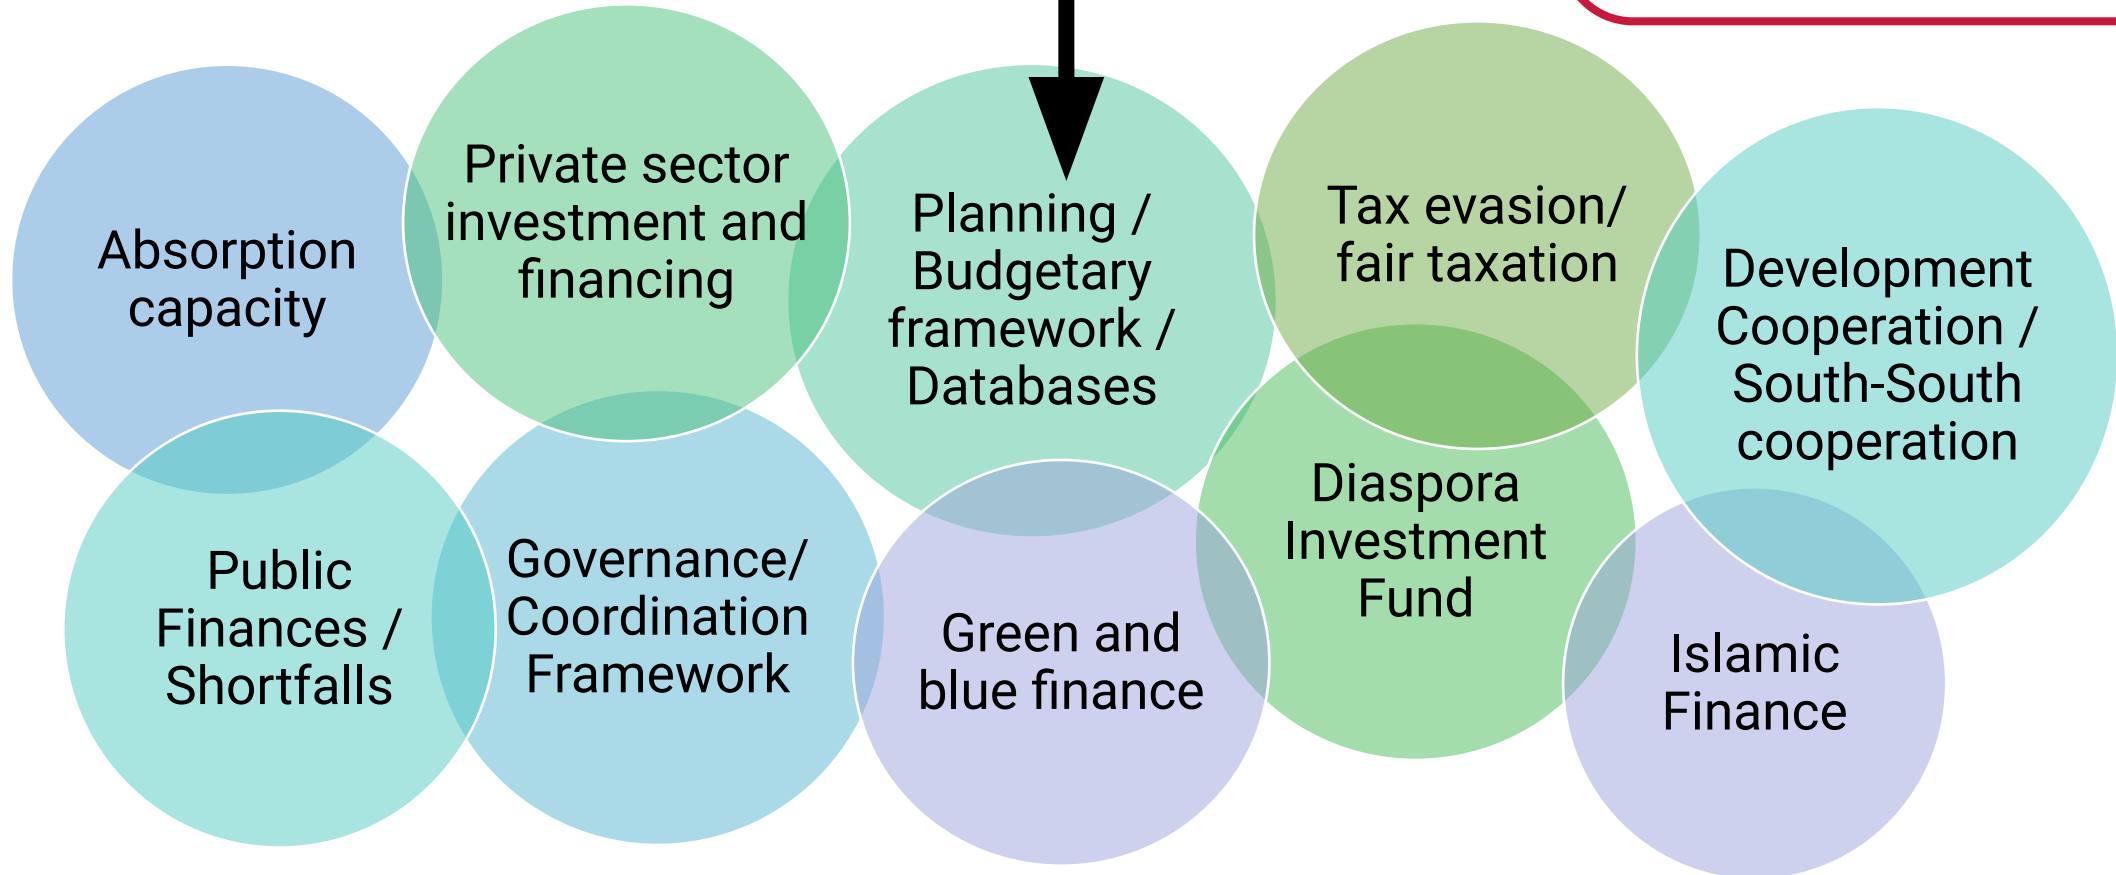 Absorption
capacity
Private sector
investment and
financing
Planning /
Budgetary
framework /
Databases
Tax evasion/
fair taxation
Development
Cooperation /
South-South
cooperation
Public
Finances /
Shortfalls
Governance/
Coordination
Framework
Green and
blue finance
Diaspora
Investment
Fund
Islamic
Finance